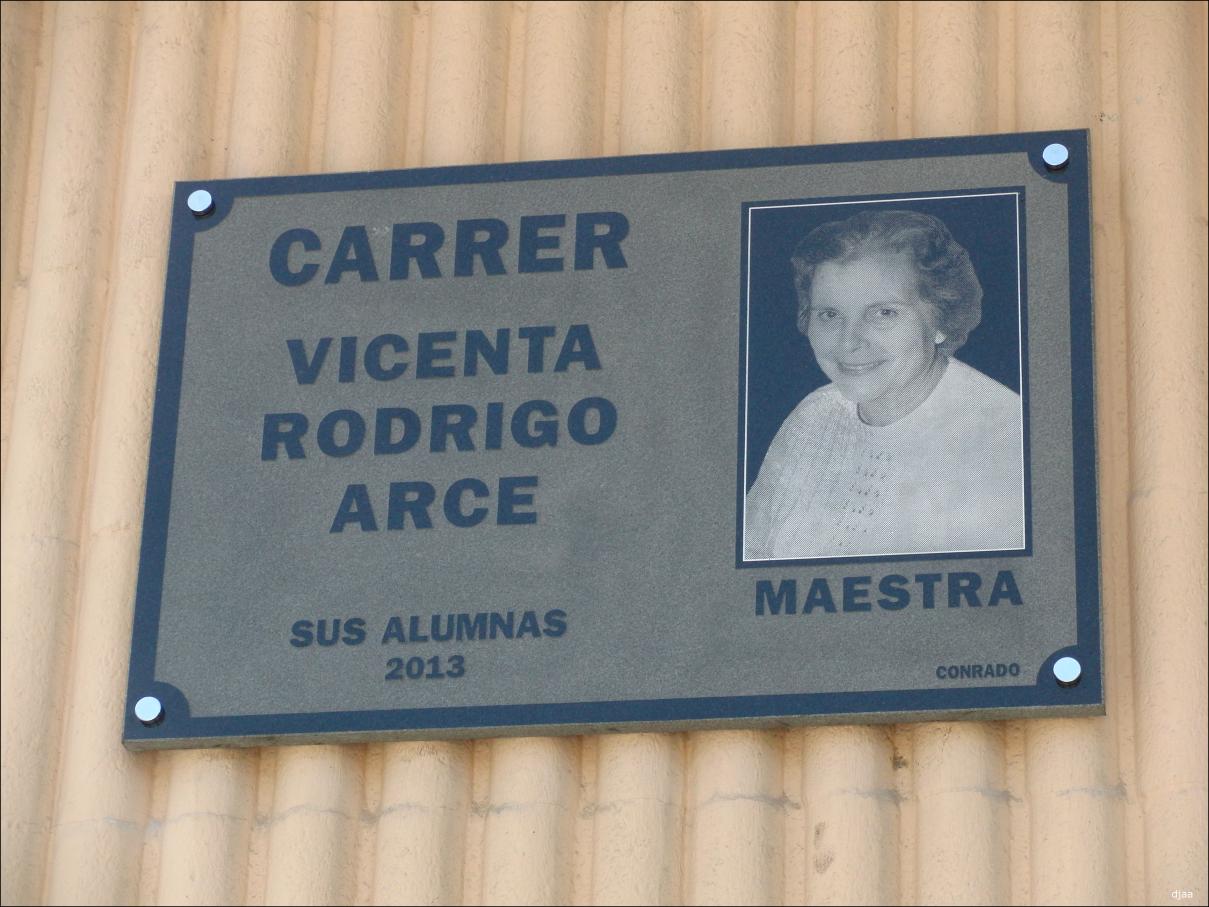 CARRER
VICENTA
RODRIGO
ARCE
SUS ALUMNAS
2013
MAESTRA
CONRADO
djaa